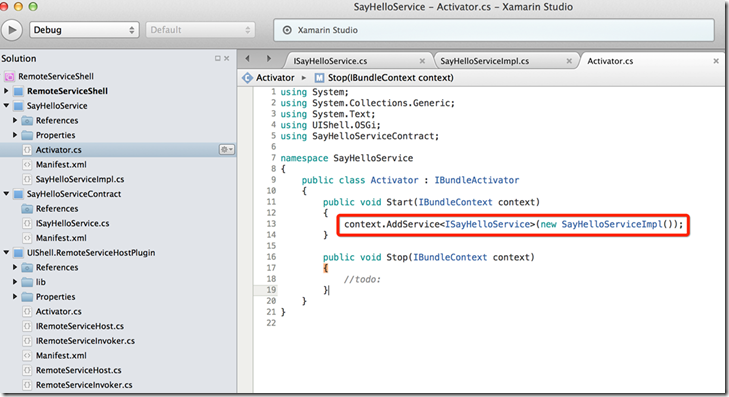 SayHelloService – Activator.cs – Xamarin Studio
Debug
Default
Xamarin Studio
Solution
ISayHelloService.cs
SayHelloServiceImpl.cs
Activator.cs
Activator
M Stop(IBundleContext context)
RemoteServiceShell
RemoteServiceShell
SayHelloService
References
Properties
Activator.cs
Manifest.xml
SayHelloServiceImpl.cs
SayHelloServiceContract
References
ISayHelloService.cs
Manifest.xml
UIShell.RemoteServiceHostPlugin
References
lib
Properties
Activator.cs
IRemoteServiceHost.cs
IRemoteServiceInvoker.cs
Manifest.xml
RemoteServiceHost.cs
RemoteServiceInvoker.cs
1 using System;
2 using System.Collections.Generic;
3 using System.Text;
4 using UIShell.OSGi;
5 using SayHelloServiceContract;
6
7 namespace SayHelloService
8 {
9 public class Activator : IBundleActivator
10 {
11 public void Start(IBundleContext context)
12 {
13 context.AddService<ISayHelloService>(new SayHelloServiceImpl());
14 }
15
16 public void Stop(IBundleContext context)
17 {
18 //todo:
19 }
20 }
21 }
22